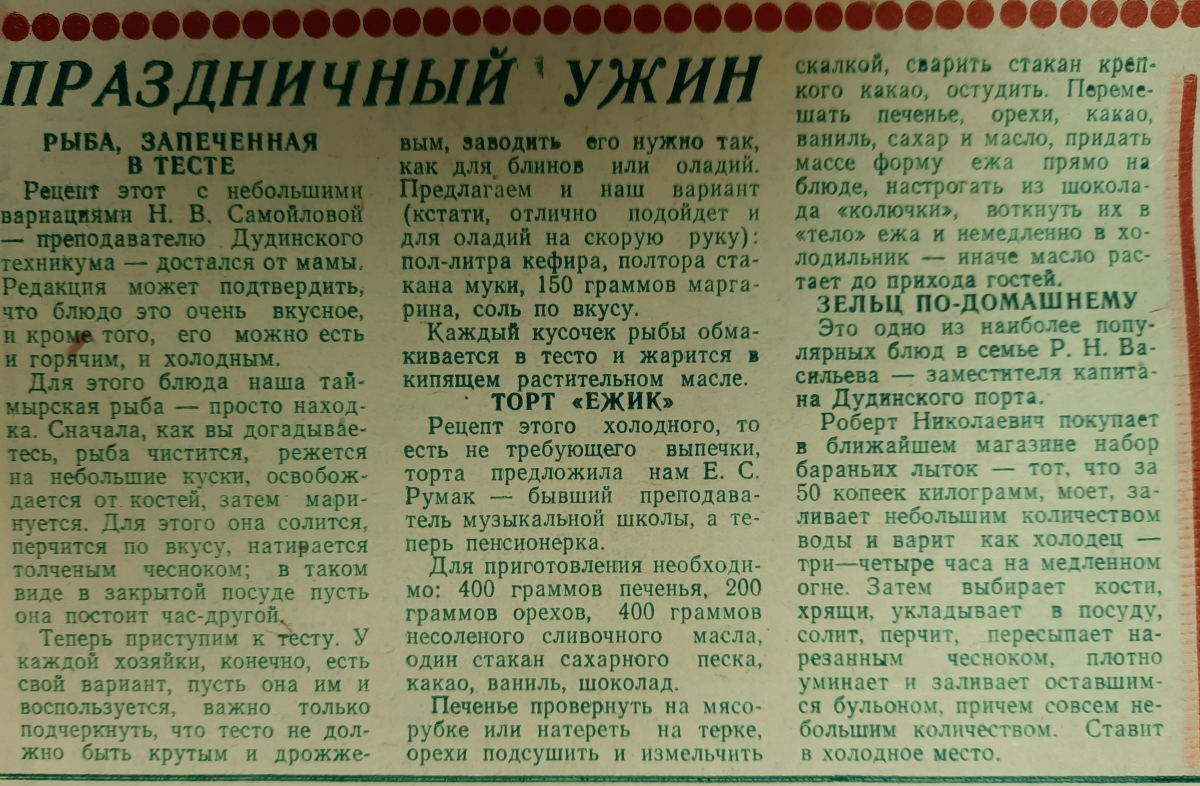 ПРАЗДНИЧНЫЙ УЖИН
РЫБА, ЗАПЕЧЕННАЯ
В ТЕСТЕ
Рецепт этот с небольшими
вариациями Н. В. Самойловой
— преподавателю Дудинского
техникума — достался от мамы.
Редакция может подтвердить,
что блюдо это очень вкусное,
и кроме того, его можно есть
и горячим, и холодным.
Для этого блюда наша тай-
мырская рыба — просто наход-
ка. Сначала, как вы догадывае-
тесь, рыба чистится, режется
на небольшие куски, освобож-
дается от костей, затем мари-
нуется. Для этого она солится,
перчится по вкусу, натирается
толченым чесноком; в таком
виде в закрытой посуде пусть
она постоит час-другой.
Теперь приступим к тесту. У
каждой хозяйки, конечно, есть
свой вариант, пусть она им и
воспользуется, важно только
подчеркнуть, что тесто не дол-
жно быть крутым и дрожже-
вым, заводить его нужно так,
как для блинов или оладий.
Предлагаем и наш вариант
(кстати, отлично подойдет и
для оладий на скорую руку):
пол-литра кефира, полтора ста-
кана муки, 150 граммов марга-
рина, соль по вкусу.
Каждый кусочек рыбы обма-
кивается в тесто и жарится в
кипящем растительном масле.
ТОРТ «ЕЖИК»
Рецепт этого холодного, то
есть не требующего выпечки,
торта предложила нам Е. С.
Румак — бывший преподава-
тель музыкальной школы, а те-
перь пенсионерка.
Для приготовления необходи-
мо: 400 граммов печенья, 200
граммов орехов, 400 граммов
несоленого сливочного масла,
один стакан сахарного песка,
какао, ваниль, шоколад.
Печенье провернуть на мясо-
рубке или натереть на терке,
орехи подсушить и измельчить
скалкой, сварить стакан креп-
кого какао, остудить. Переме-
шать печенье, орехи, какао,
ваниль, сахар и масло, придать
массе форму ежа прямо на
блюде, настрогать из шокола-
да «колючки», воткнуть их в
«тело» ежа и немедленно в хо-
лодильник — иначе масло рас-
тает до прихода гостей.
ЗЕЛЬЦ ПО-ДОМАШНЕМУ
Это одно из наиболее попу-
лярных блюд в семье Р. Н. Ва-
сильева — заместителя капита-
на Дудинского порта.
Роберт Николаевич покупает
в ближайшем магазине набор
бараньих лыток — тот, что за
50 копеек килограмм, моет, за-
ливает небольшим количеством
воды и варит как холодец —
три—четыре часа на медленном
огне. Затем выбирает кости,
хрящи, укладывает в посуду,
солит, перчит, пересыпает на-
резанным чесноком, плотно
уминает и заливает оставшим-
ся бульоном, причем совсем не-
большим количеством. Ставит
в холодное место.